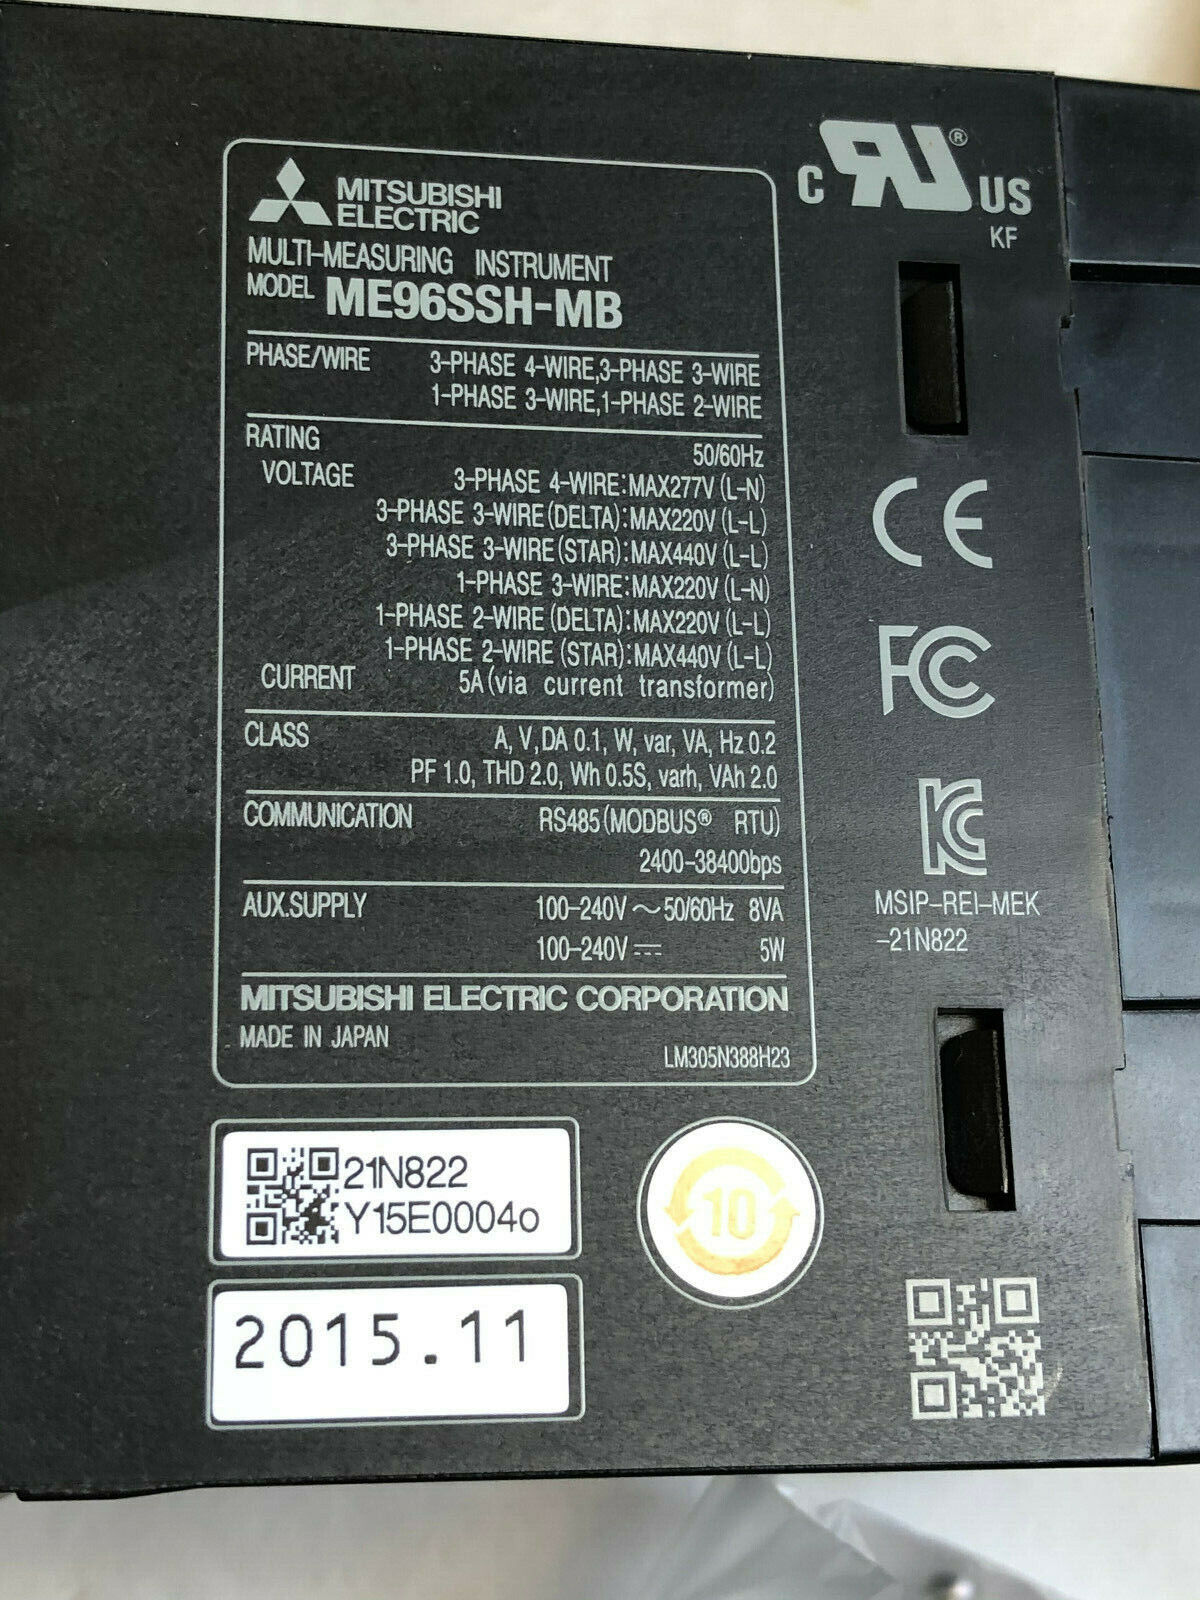 MITSUBISHI
ELECTRIC
MULTI-MEASURING INSTRUMENT
MODEL ME96SSH-MB
PHASE/WIRE 3-PHASE 4-WIRE,3-PHASE 3-WIRE
1-PHASE 3-WIRE,1-PHASE 2-WIRE
RATING 50/60Hz
VOLTAGE 3-PHASE 4-WIRE:MAX277V (L-N)
3-PHASE 3-WIRE (DELTA):MAX220V (L-L)
3-PHASE 3-WIRE (STAR):MAX440V (L-L)
1-PHASE 3-WIRE:MAX220V (L-N)
1-PHASE 2-WIRE (DELTA):MAX220V (L-L)
1-PHASE 2-WIRE (STAR):MAX440V (L-L)
CURRENT 5A (via current transformer)
CLASS A, V, DA 0.1, W, var, VA, Hz 0.2
PF 1.0, THD 2.0, Wh 0.5S, varh, VAh 2.0
COMMUNICATION RS485 (MODBUS® RTU)
2400-38400bps
AUX.SUPPLY 100-240V ~ 50/60Hz 8VA
100-240V ⎓ 5W
MITSUBISHI ELECTRIC CORPORATION
MADE IN JAPAN
LM305N388H23
C RU® US
KF
CE
FC
KC
MSIP-REI-MEK
-21N822
21N822
Y15E0004o
10
2015.11